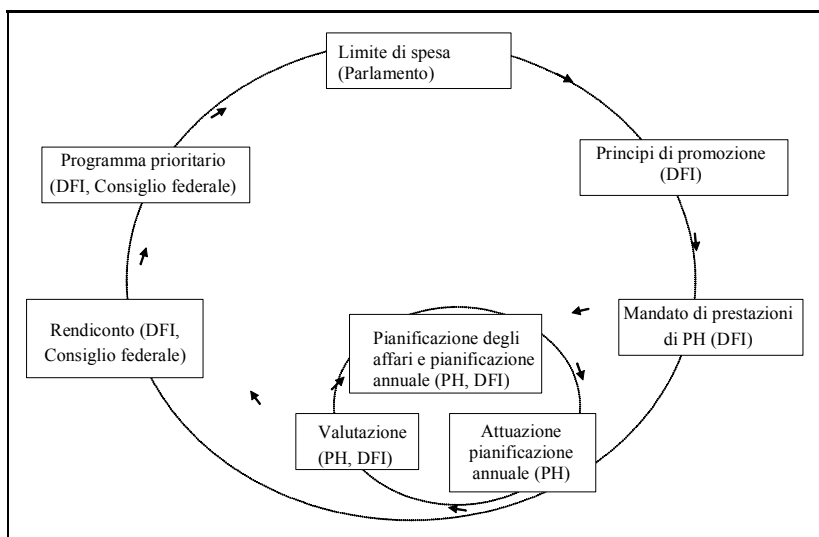 Limite di spesa
(Parlamento)
Principi di promozione
(DFI)
Mandato di prestazioni
di PH (DFI)
Pianificazione degli
affari e pianificazione
annuale (PH, DFI)
Attuazione
pianificazione
annuale (PH)
Valutazione
(PH, DFI)
Rendiconto (DFI,
Consiglio federale)
Programma prioritario
(DFI, Consiglio federale)